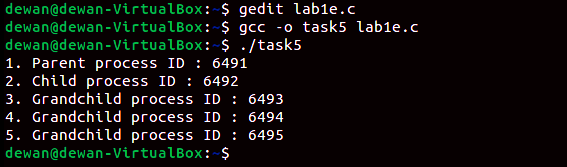 dewan@dewan-VirtualBox:~$ gedit lab1e.c
dewan@dewan-VirtualBox:~$ gcc -o task5 lab1e.c
dewan@dewan-VirtualBox:~$ ./task5
1. Parent process ID : 6491
2. Child process ID : 6492
3. Grandchild process ID : 6493
4. Grandchild process ID : 6494
5. Grandchild process ID : 6495
dewan@dewan-VirtualBox:~$